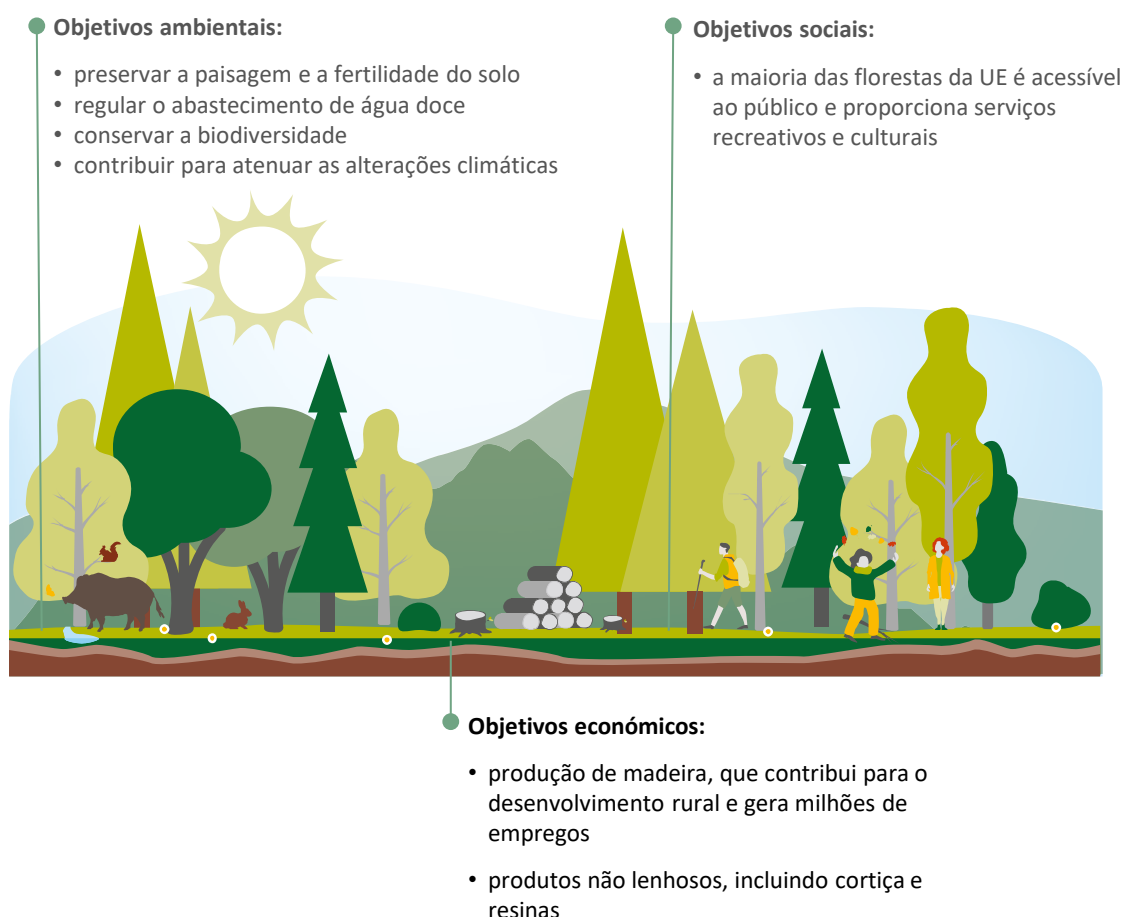 Objetivos ambientais:
• preservar a paisagem e a fertilidade do solo
• regular o abastecimento de água doce
• conservar a biodiversidade
• contribuir para atenuar as alterações climáticas
Objetivos sociais:
• a maioria das florestas da UE é acessível
ao público e proporciona serviços
recreativos e culturais
Objetivos económicos:
• produção de madeira, que contribui para o
desenvolvimento rural e gera milhões de
empregos
• produtos não lenhosos, incluindo cortiça e
resinas